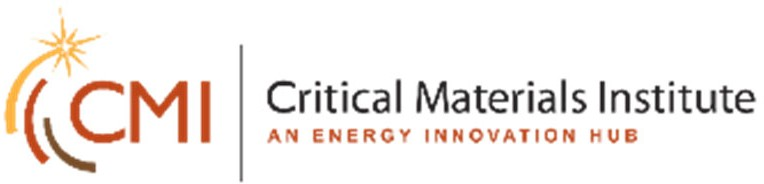 CMI
Critical Materials Institute
AN ENERGY INNOVATION HUB